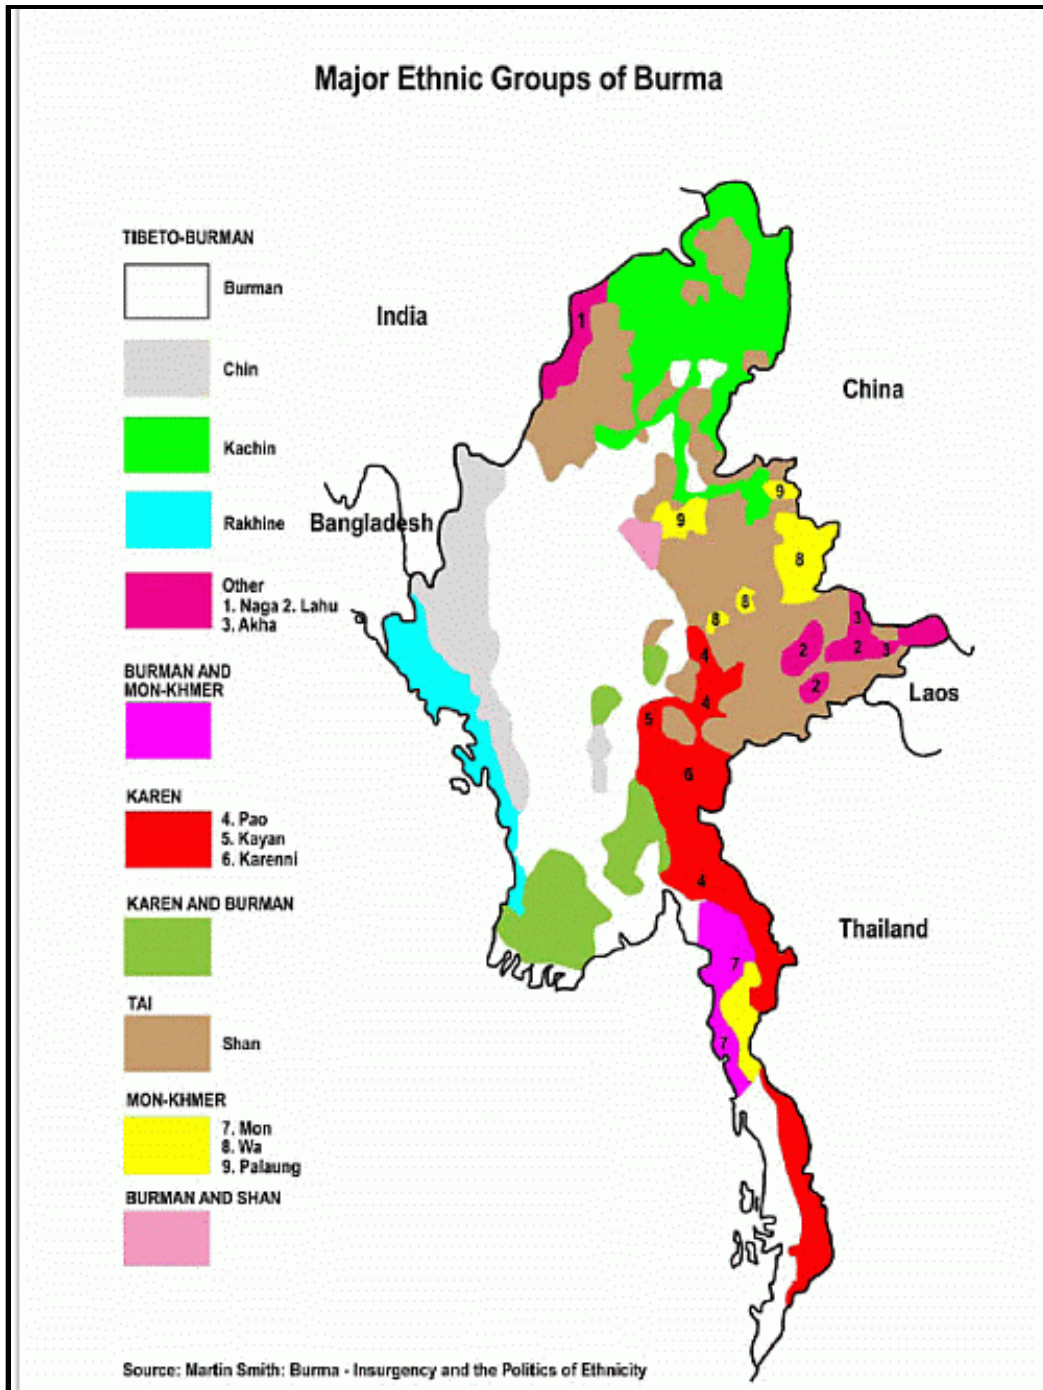 Major Ethnic Groups of Burma
TIBETO-BURMAN
Burman
Chin
Kachin
Rakhine
Other
1. Naga 2. Lahu
3. Akha
BURMAN AND
MON-KHMER
KAREN
4. Pao
5. Kayan
6. Karenni
KAREN AND BURMAN
TAI
Shan
MON-KHMER
7. Mon
8. Wa
9. Palaung
BURMAN AND SHAN
India
China
Bangladesh
Laos
Thailand
1
9
9
8
8
8
3
2
2
3
2
4
4
5
6
4
7
7
Source: Martin Smith: Burma - Insurgency and the Politics of Ethnicity